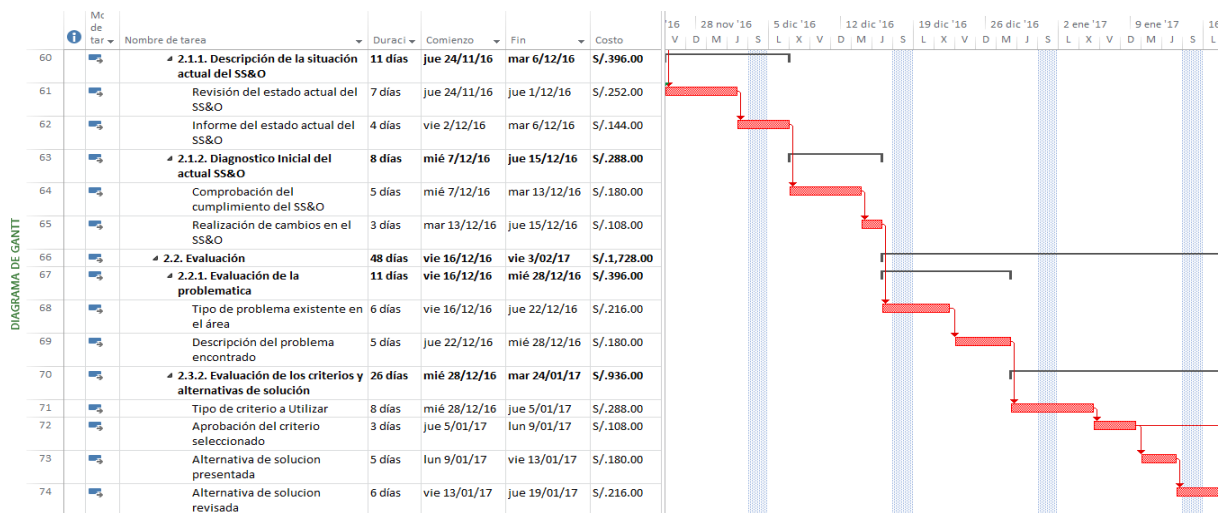 Mc
de
tar
Nombre de tarea
Duraci
Comienzo
Fin
Costo
'16
28 nov '16
5 dic '16
12 dic '16
19 dic '16
26 dic '16
2 ene '17
9 ene '17
16
V D M J S L X V D M J S L X V D M J S L X V D M J S L
DIAGRAMA DE GANTT
60 2.1.1. Descripción de la situación 11 días jue 24/11/16 mar 6/12/16 S/.396.00
actual del SS&O
61 Revisión del estado actual del 7 días jue 24/11/16 jue 1/12/16 S/.252.00
SS&O
62 Informe del estado actual del 4 días vie 2/12/16 mar 6/12/16 S/.144.00
SS&O
63 2.1.2. Diagnostico Inicial del 8 días mié 7/12/16 jue 15/12/16 S/.288.00
actual SS&O
64 Comprobación del 5 días mié 7/12/16 mar 13/12/16 S/.180.00
cumplimiento del SS&O
65 Realización de cambios en el 3 días mar 13/12/16 jue 15/12/16 S/.108.00
SS&O
66 2.2. Evaluación 48 días vie 16/12/16 vie 3/02/17 S/.1,728.00
67 2.2.1. Evaluación de la 11 días vie 16/12/16 mié 28/12/16 S/.396.00
problematica
68 Tipo de problema existente en 6 días vie 16/12/16 jue 22/12/16 S/.216.00
el área
69 Descripción del problema 5 días jue 22/12/16 mié 28/12/16 S/.180.00
encontrado
70 2.3.2. Evaluación de los criterios y 26 días mié 28/12/16 mar 24/01/17 S/.936.00
alternativas de solución
71 Tipo de criterio a Utilizar 8 días mié 28/12/16 jue 5/01/17 S/.288.00
72 Aprobación del criterio 3 días jue 5/01/17 lun 9/01/17 S/.108.00
seleccionado
73 Alternativa de solucion 5 días lun 9/01/17 vie 13/01/17 S/.180.00
presentada
74 Alternativa de solucion 6 días vie 13/01/17 jue 19/01/17 S/.216.00
revisada